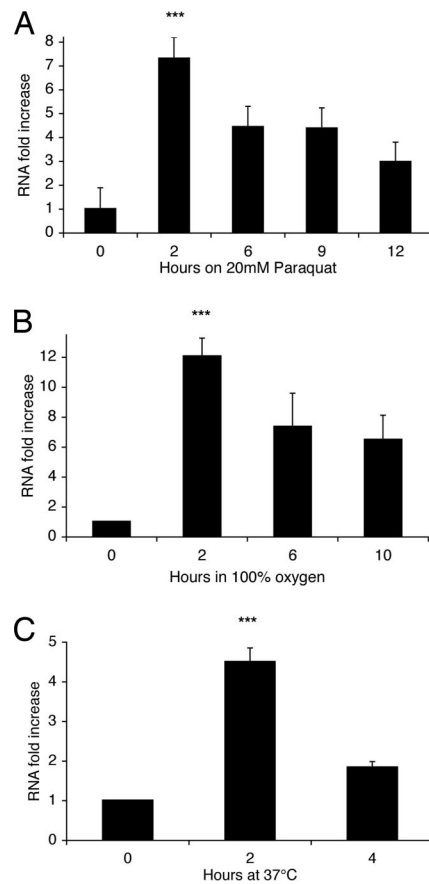 A
***
RNA fold increase
8
7
6
5
4
3
2
1
0
0 2 6 9 12
Hours on 20mM Paraquat
B
***
RNA fold increase
12
10
8
6
4
2
0
0 2 6 10
Hours in 100% oxygen
C
***
RNA fold increase
5
4
3
2
1
0
0 2 4
Hours at 37°C